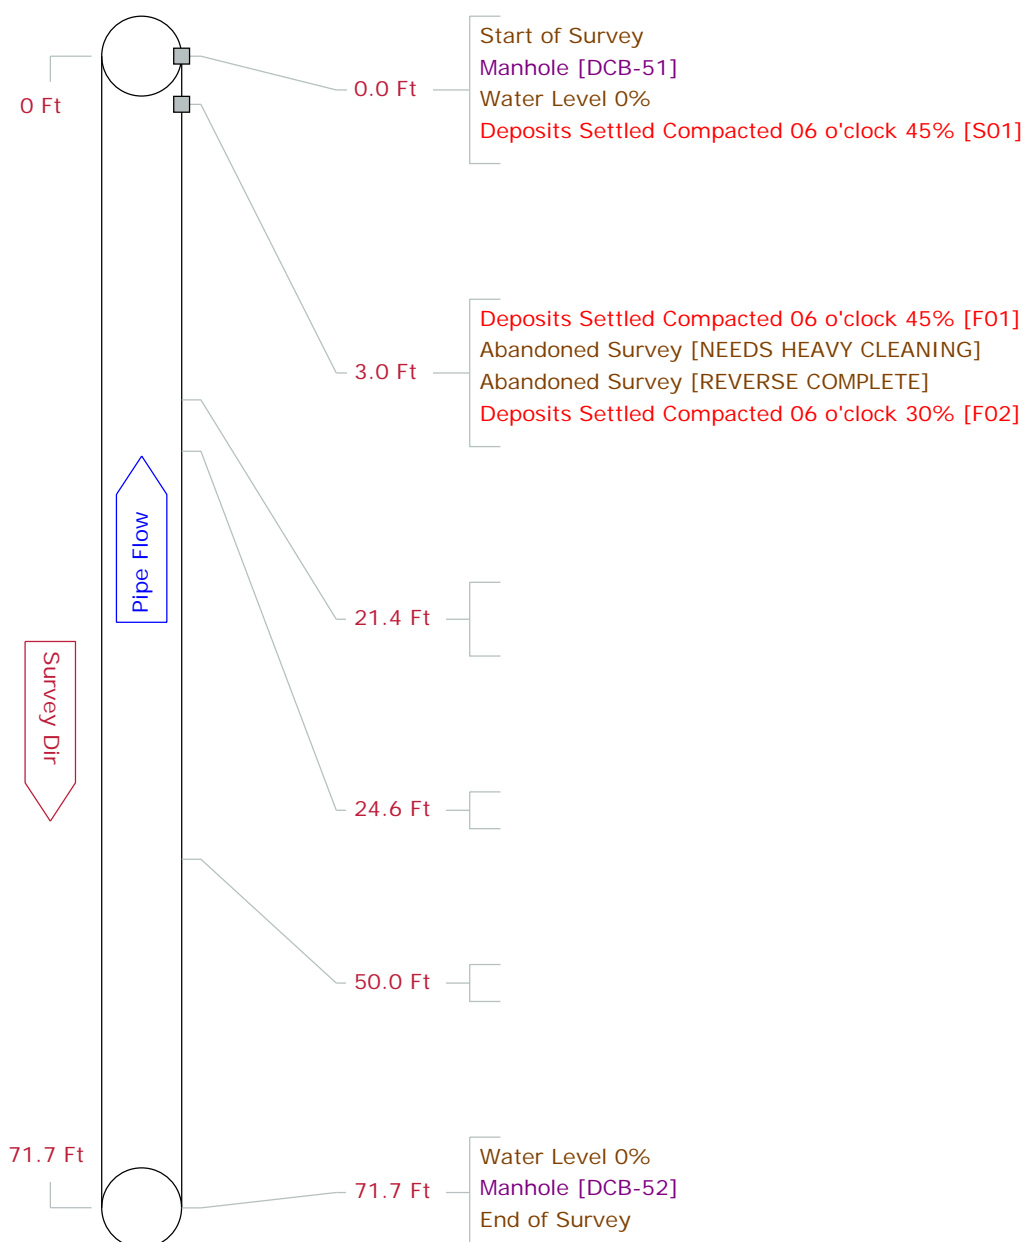 Start of Survey
Manhole [DCB-51]
0.0 Ft
Water Level 0%
0 Ft
Deposits Settled Compacted 06 o'clock 45% [S01]
Deposits Settled Compacted 06 o'clock 45% [F01]
Abandoned Survey [NEEDS HEAVY CLEANING]
3.0 Ft
Abandoned Survey [REVERSE COMPLETE]
Deposits Settled Compacted 06 o'clock 30% [F02]
Pipe Flow
21.4 Ft
Survey Dir
24.6 Ft
50.0 Ft
71.7 Ft
Water Level 0%
71.7 Ft
Manhole [DCB-52]
End of Survey